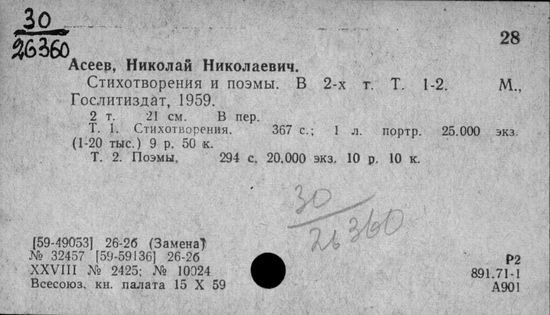 30
26360
28
Асеев, Николай Николаевич.
Стихотворения и поэмы. В 2-х т. Т. 1-2. М.,
Гослитиздат, 1959.
2 т. 21 см. В пер.
Т. 1. Стихотворения. 367 с.; 1 л. портр. 25.000 экз.
(1-20 тыс.) 9 р. 50 к.
Т. 2. Поэмы. 294 с. 20,000 экз. 10 р. 10 к.
30
26360
[59-49053] 26-2б (Замена)
№ 32457 [59-59136] 26-2б
XXVIII № 2425; № 10024
Всесоюз. кн. палата 15 X 59
Р2
891.71-1
А901